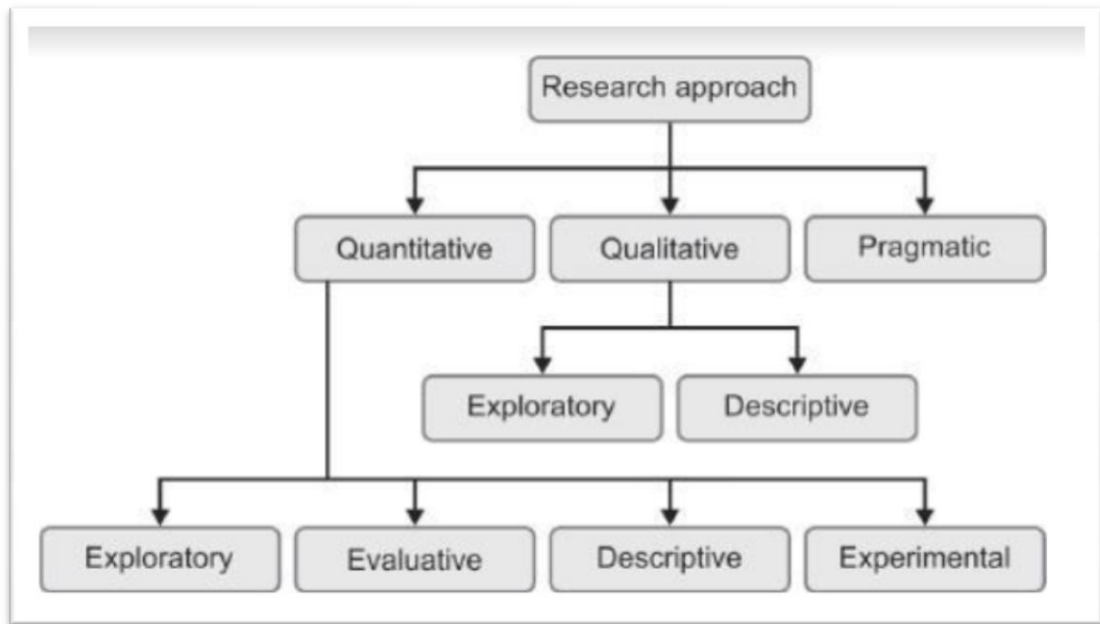 Research approach
Quantitative
Qualitative
Pragmatic
Exploratory
Descriptive
Exploratory
Evaluative
Descriptive
Experimental